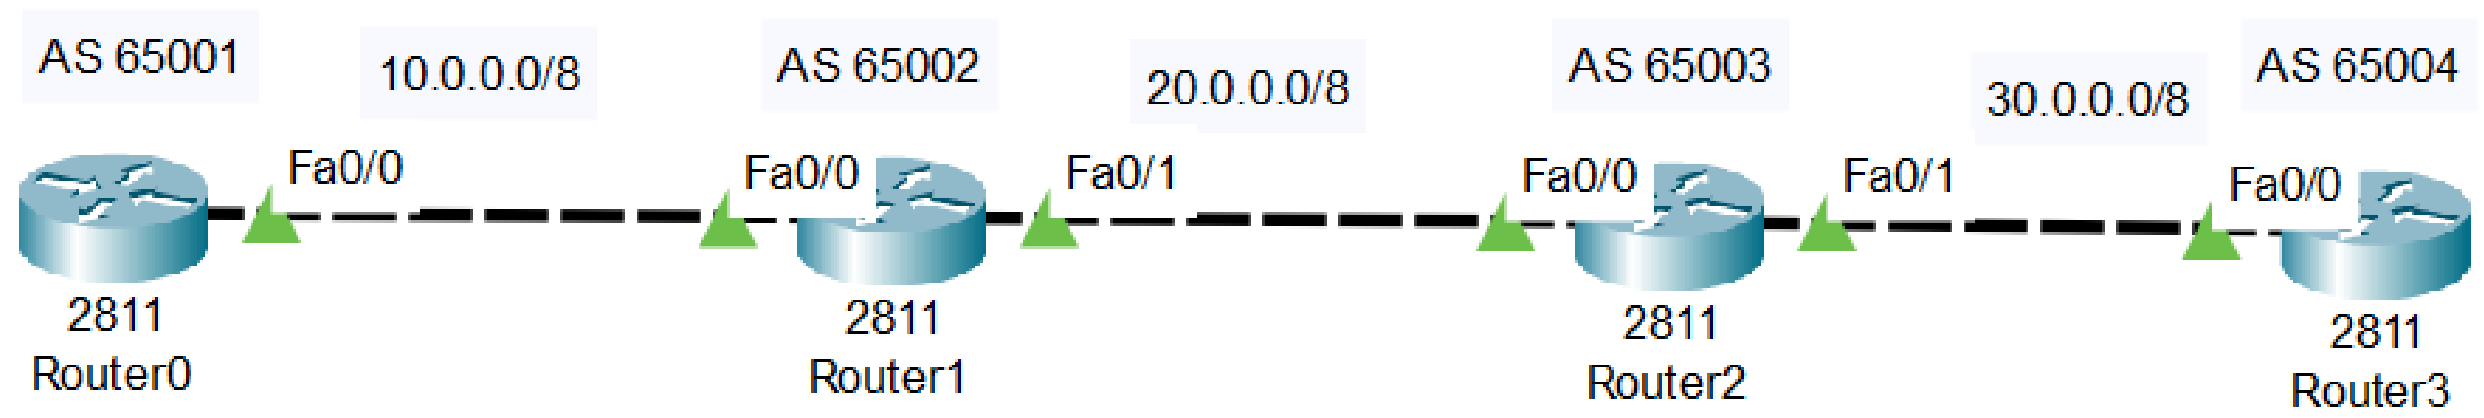 AS 65001
10.0.0.0/8
AS 65002
20.0.0.0/8
AS 65003
30.0.0.0/8
AS 65004
Fa0/0
Fa0/0
Fa0/1
Fa0/0
Fa0/1
Fa0/0
2811
Router0
2811
Router1
2811
Router2
2811
Router3